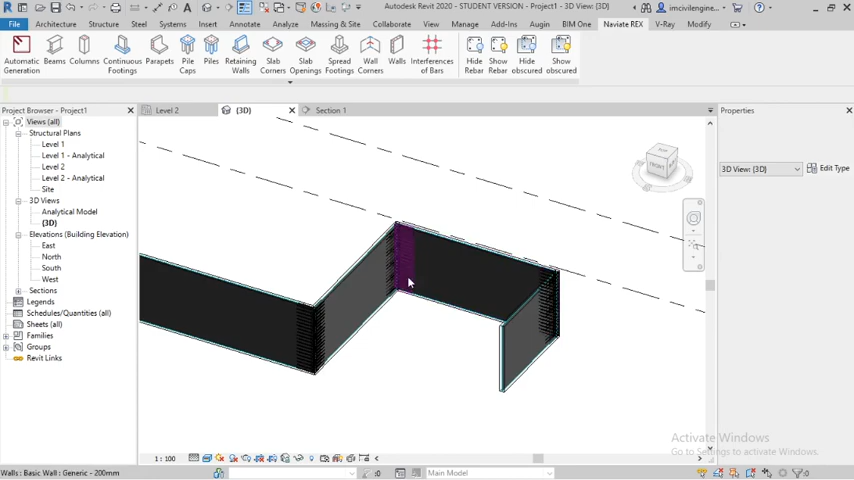 Autodesk Revit 2020 - STUDENT VERSION - Project1 - 3D View: {3D}
imcivilengine...
File Architecture Structure Steel Systems Insert Annotate Analyze Massing & Site Collaborate View Manage Add-Ins Augin BIM One Naviate REX V-Ray Modify
Automatic Generation
Beams
Columns
Continuous Footings
Parapets
Pile Caps
Piles
Retaining Walls
Slab Corners
Slab Openings
Spread Footings
Wall Corners
Walls
Interferences of Bars
Hide Rebar
Show Rebar
Hide obscured
Show obscured
Project Browser - Project1
Level 2
{3D}
Section 1
Properties
Views (all)
Structural Plans
Level 1
Level 1 - Analytical
Level 2
Level 2 - Analytical
Site
3D Views
Analytical Model
{3D}
Elevations (Building Elevation)
East
North
South
West
Sections
Legends
Schedules/Quantities (all)
Sheets (all)
Families
Groups
Revit Links
TOP
FRONT
3D View: {3D}
Edit Type
Activate Windows
Go to Settings to activate Windows.
1 : 100
Walls : Basic Wall : Generic - 200mm
:0
Main Model
:0